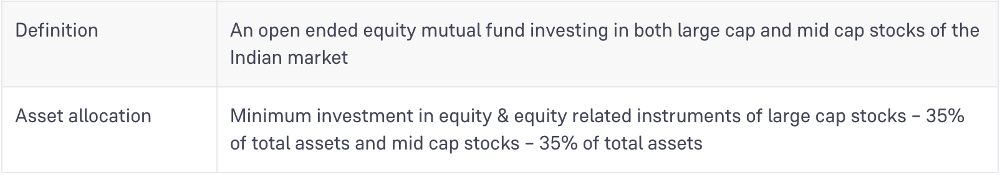 Definition
An open ended equity mutual fund investing in both large cap and mid cap stocks of the
Indian market
Asset allocation
Minimum investment in equity & equity related instruments of large cap stocks – 35%
of total assets and mid cap stocks – 35% of total assets